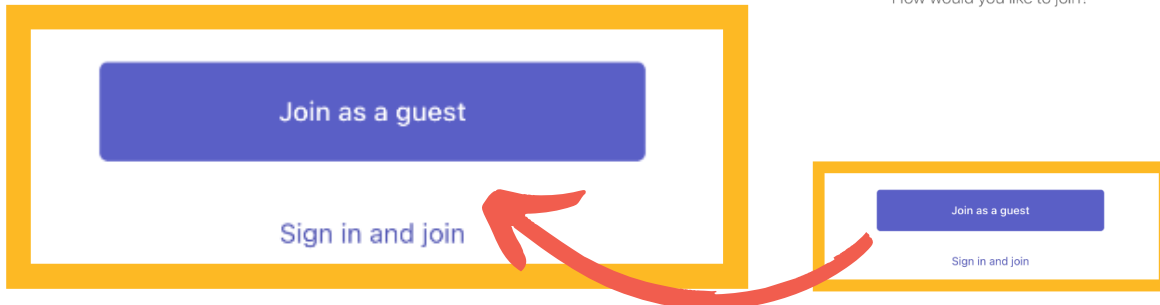 How would you like to join?
Join as a guest
Sign in and join
Join as a guest
Sign in and join